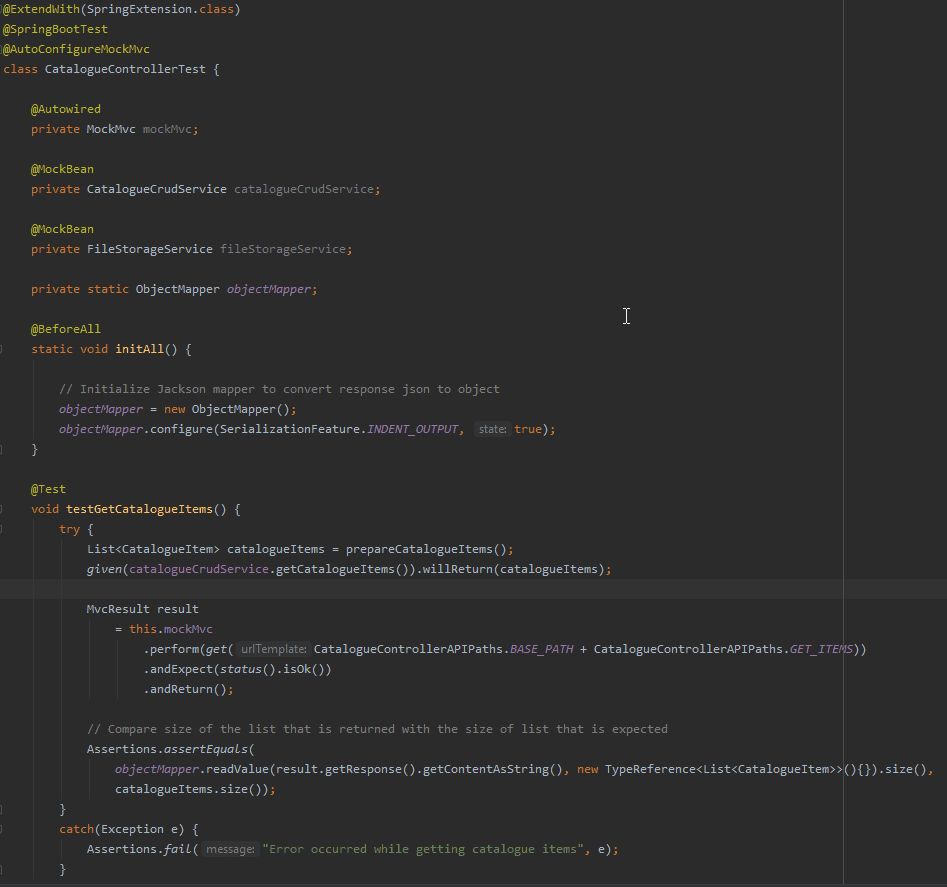 @ExtendWith(SpringExtension.class)
@SpringBootTest
@AutoConfigureMockMvc
class CatalogueControllerTest {
@Autowired
private MockMvc mockMvc;
@MockBean
private CatalogueCrudService catalogueCrudService;
@MockBean
private FileStorageService fileStorageService;
private static ObjectMapper objectMapper;
@BeforeAll
static void initAll() {
// Initialize Jackson mapper to convert response json to object
objectMapper = new ObjectMapper();
objectMapper.configure(SerializationFeature.INDENT_OUTPUT, state: true);
}
@Test
void testGetCatalogueItems() {
try {
List<CatalogueItem> catalogueItems = prepareCatalogueItems();
given(catalogueCrudService.getCatalogueItems()).willReturn(catalogueItems);
MvcResult result
= this.mockMvc
.perform(get( urlTemplate: CatalogueControllerAPIPaths.BASE_PATH + CatalogueControllerAPIPaths.GET_ITEMS))
.andExpect(status().isOk())
.andReturn();
// Compare size of the list that is returned with the size of list that is expected
Assertions.assertEquals(
objectMapper.readValue(result.getResponse().getContentAsString(), new TypeReference<List<CatalogueItem>>(){}).size(),
catalogueItems.size());
}
catch(Exception e) {
Assertions.fail( message: "Error occurred while getting catalogue items", e);
}